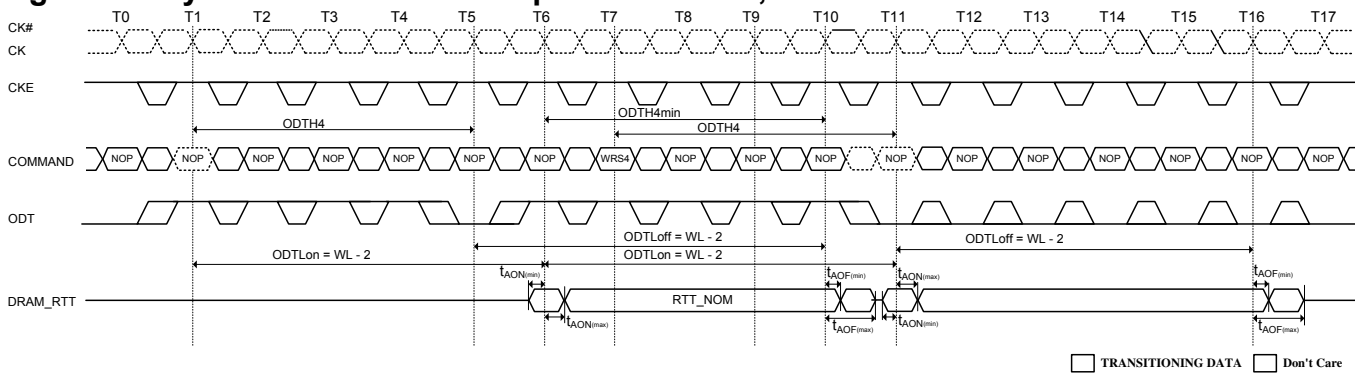 T0 T1 T2 T3 T4 T5 T6 T7 T8 T9 T10 T11 T12 T13 T14 T15 T16 T17
CK#
CK
CKE
ODTH4min
ODTH4 ODTH4
COMMAND NOP NOP NOP NOP NOP NOP NOP WRS4 NOP NOP NOP NOP NOP NOP NOP NOP NOP NOP
ODT
ODTLoff = WL - 2 ODTLoff = WL - 2
ODTLon = WL - 2 ODTLon = WL - 2
tAON(min) tAOF(min) tAON(max) tAOF(min)
DRAM_RTT RTT_NOM
tAON(max) tAOF(max) tAON(min) tAOF(max)
TRANSITIONING DATA Don't Care